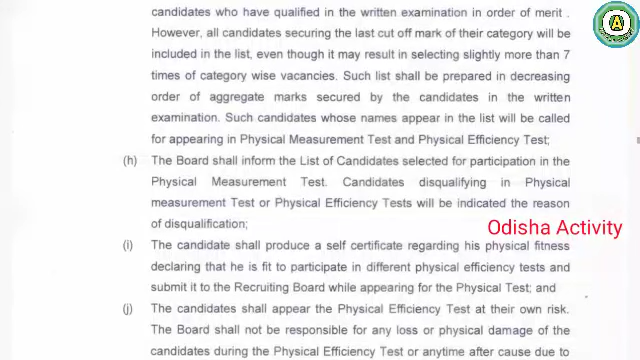 candidates who have qualified in the written examination in order of merit .
However, all candidates securing the last cut off mark of their category will be
included in the list, even though it may result in selecting slightly more than 7
times of category wise vacancies. Such list shall be prepared in decreasing
order of aggregate marks secured by the candidates in the written
examination. Such candidates whose names appear in the list will be called
for appearing in Physical Measurement Test and Physical Efficiency Test;
(h) The Board shall inform the List of Candidates selected for participation in the
Physical Measurement Test. Candidates disqualifying in Physical
measurement Test or Physical Efficiency Tests will be indicated the reason
of disqualification;
Odisha Activity
(i) The candidate shall produce a self certificate regarding his physical fitness
declaring that he is fit to participate in different physical efficiency tests and
submit it to the Recruiting Board while appearing for the Physical Test; and
(j) The candidates shall appear the Physical Efficiency Test at their own risk.
The Board shall not be responsible for any loss or physical damage of the
candidates during the Physical Efficiency Test or anytime after cause due to